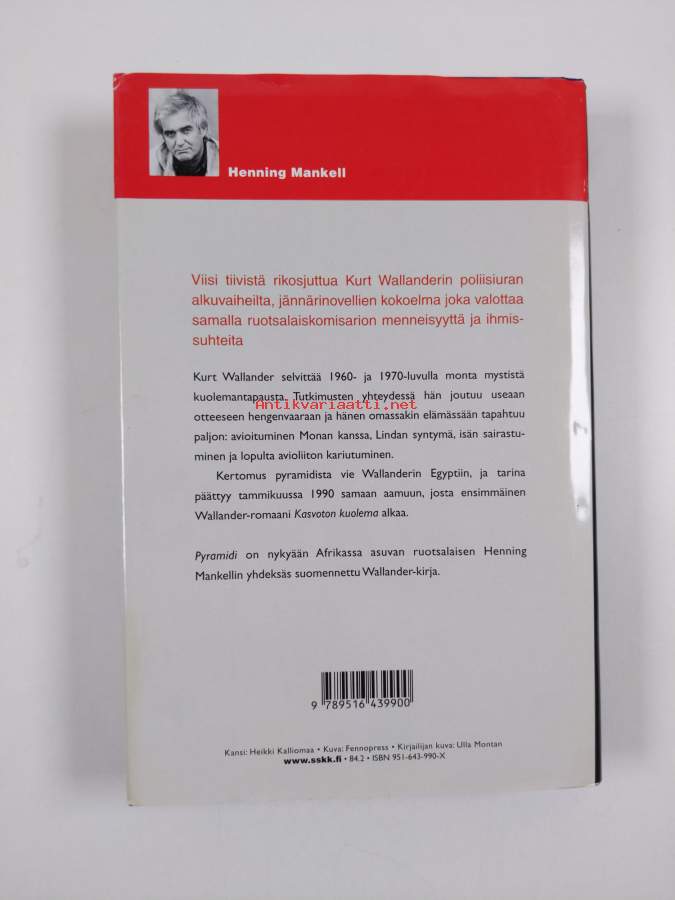 Henning Mankell
Viisi tiivistä rikosjuttua Kurt Wallanderin poliisiuran
alkuvaiheilta, jännärinovellien kokoelma joka valottaa
samalla ruotsalaiskomisarion menneisyyttä ja ihmis-
suhteita
Kurt Wallander selvittää 1960- ja 1970-luvulla monta mystistä
kuolemantapausta. Tutkimusten yhteydessä hän joutuu useaan
Antikvariaatti.net
otteeseen hengenvaaraan ja hänen omassakin elämässään tapahtuu
paljon: avioituminen Monan kanssa, Lindan syntymä, isän sairastu-
minen ja lopulta avioliiton kariutuminen.
Kertomus pyramidista vie Wallanderin Egyptiin, ja tarina
päättyy tammikuussa 1990 samaan aamuun, josta ensimmäinen
Wallander-romaani Kasvoton kuolema alkaa.
Pyramidi on nykyään Afrikassa asuvan ruotsalaisen Henning
Mankellin yhdeksäs suomennettu Wallander-kirja.
9 789516 439900
Kansi: Heikki Kalliomaa • Kuva: Fennopress • Kirjailijan kuva: Ulla Montan
www.sskk.fi • 84.2 • ISBN 951-643-990-X